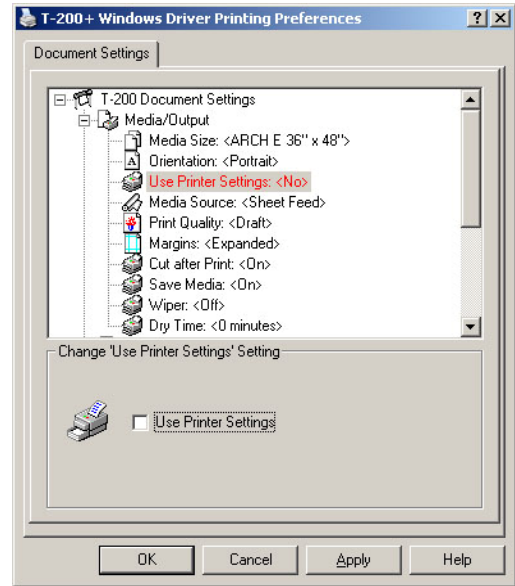 T-200+ Windows Driver Printing Preferences
Document Settings
T-200 Document Settings
Media/Output
Media Size: <ARCH E 36" x 48">
Orientation: <Portrait>
Use Printer Settings: <No>
Media Source: <Sheet Feed>
Print Quality: <Draft>
Margins: <Expanded>
Cut after Print: <On>
Save Media: <On>
Wiper: <Off>
Dry Time: <0 minutes>
Change 'Use Printer Settings' Setting
Use Printer Settings
OK Cancel Apply Help